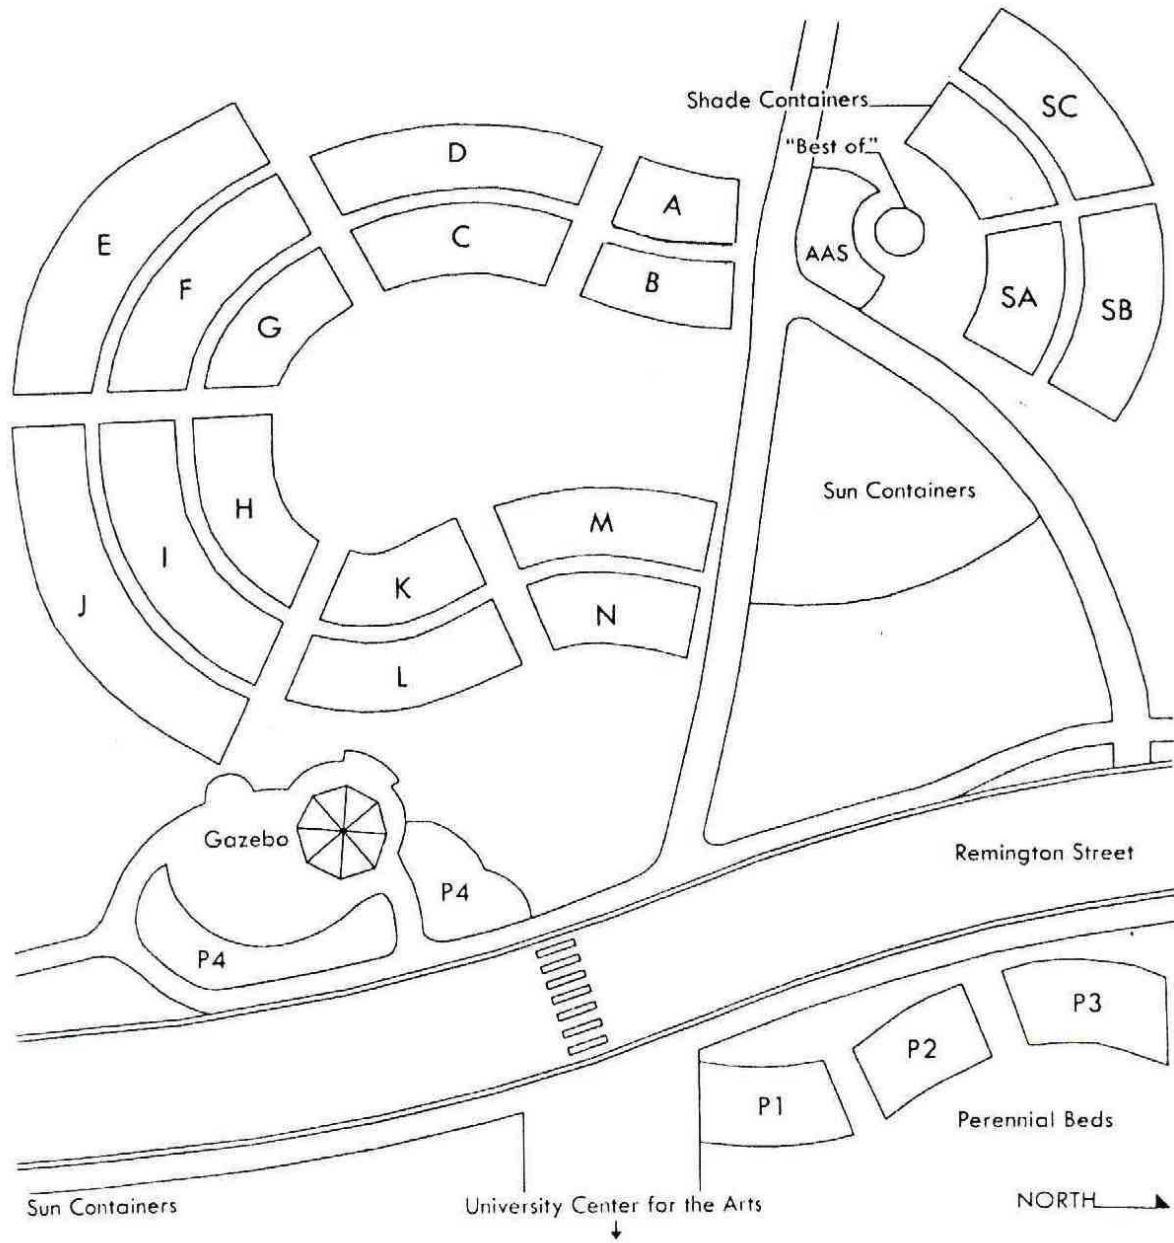 SC
Shade Containers
"Best of"
D
A
E
C
AAS
F
B
SA
SB
G
Sun Containers
H
M
I
K
J
N
L
Gazebo
Remington Street
P4
P4
P3
P2
P1
Perennial Beds
Sun Containers
University Center for the Arts
NORTH